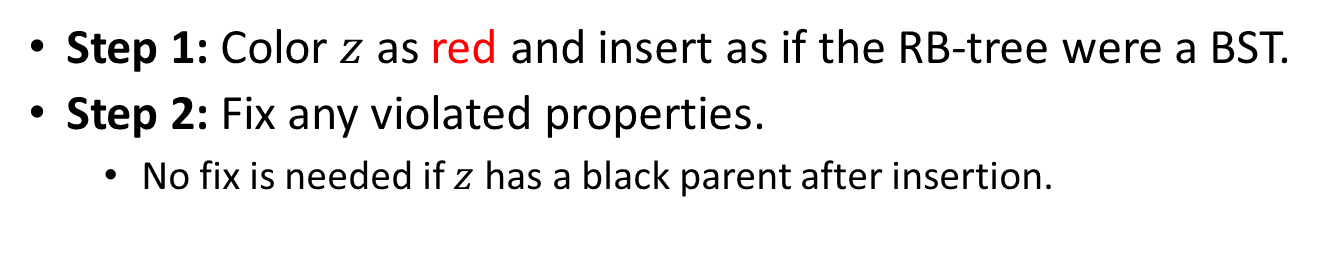 • Step 1: Color z as red and insert as if the RB-tree were a BST.
• Step 2: Fix any violated properties.
• No fix is needed if z has a black parent after insertion.